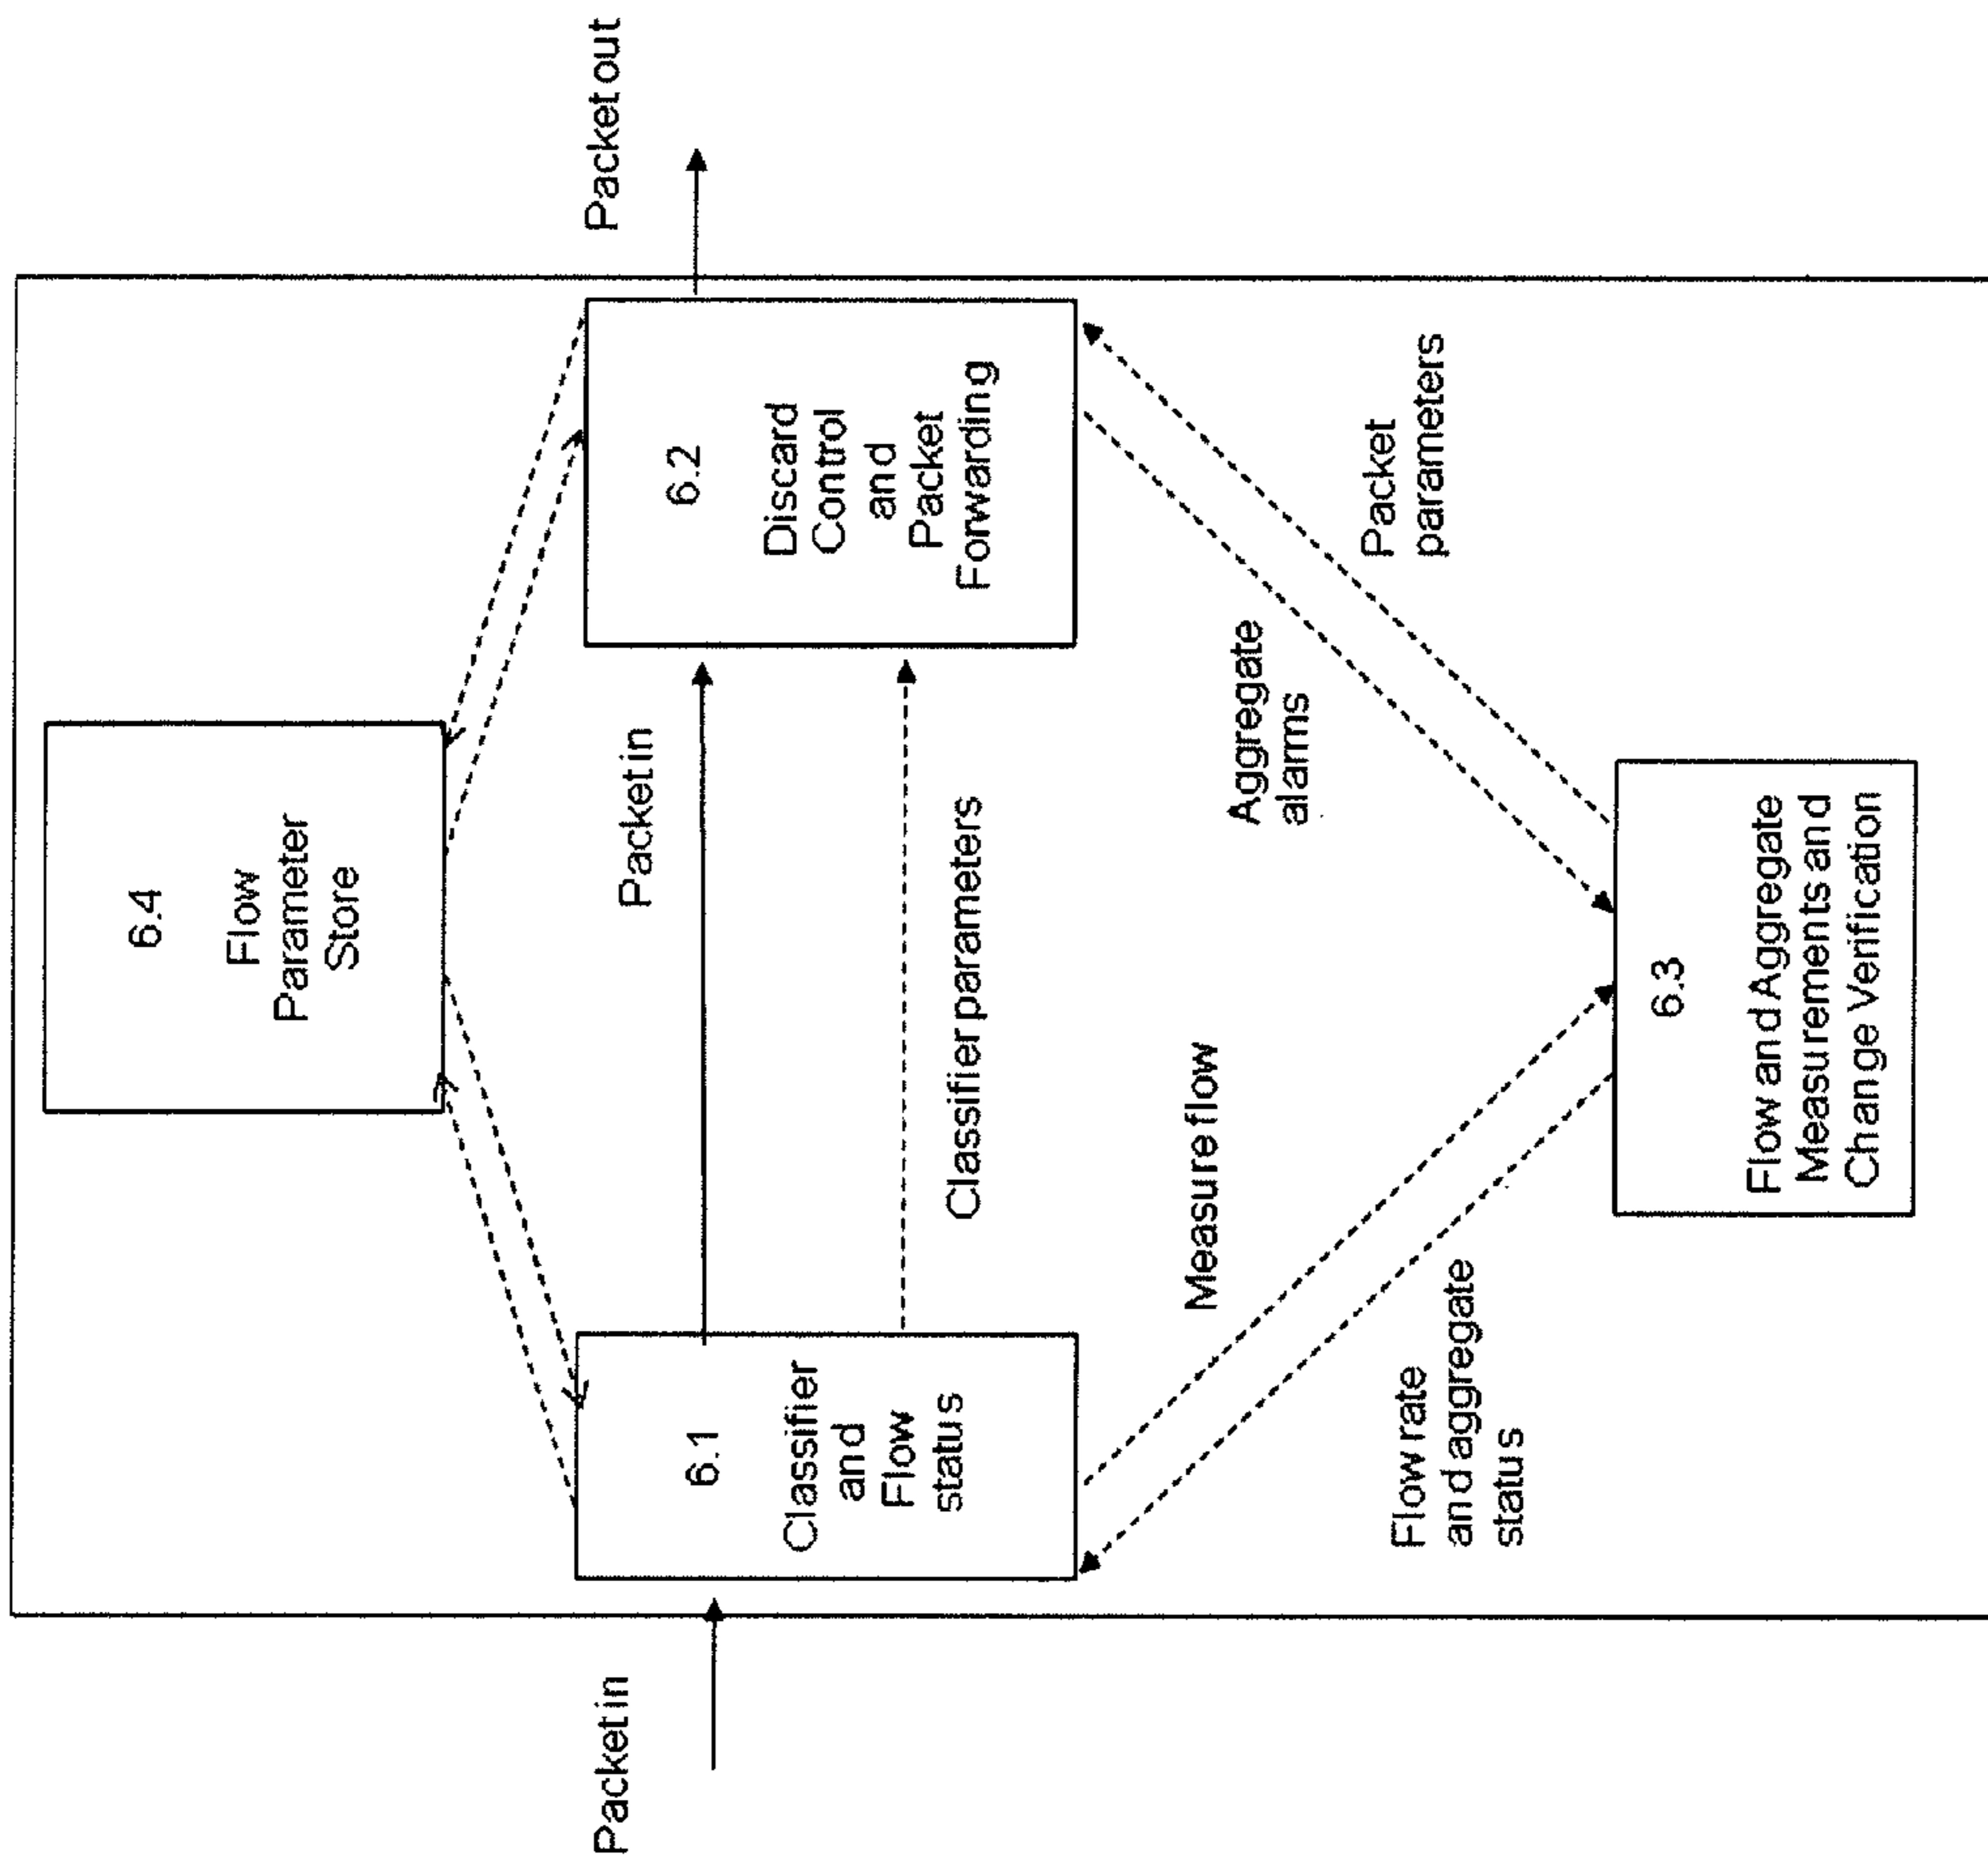 6.4
Flow
Parameter
Store
Packet in
Packet in
Packet out
6.1
Classifier
and
Flow
status
6.2
Discard
Control
and
Packet
Forwarding
Classifier parameters
Measure flow
Aggregate
alarms
Flow rate
and aggregate
status
Packet
parameters
6.3
Flow and Aggregate
Measurements and
Change Verification